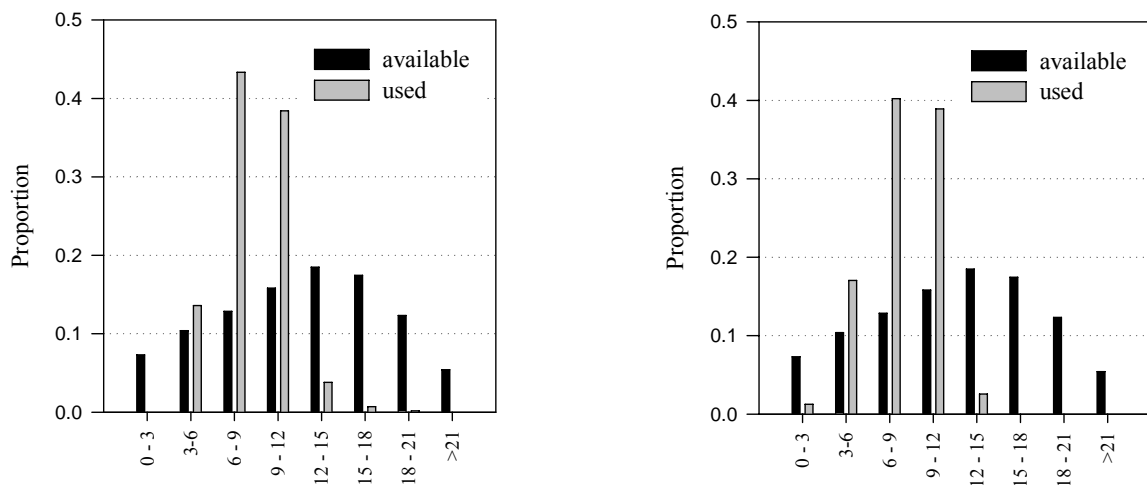 0.5
0.4
0.3
0.2
0.1
0.0
Proportion
available
used
0 - 3
3-6
6 - 9
9 - 12
12 - 15
15 - 18
18 - 21
>21
0.5
0.4
0.3
0.2
0.1
0.0
Proportion
available
used
0 - 3
3-6
6 - 9
9 - 12
12 - 15
15 - 18
18 - 21
>21